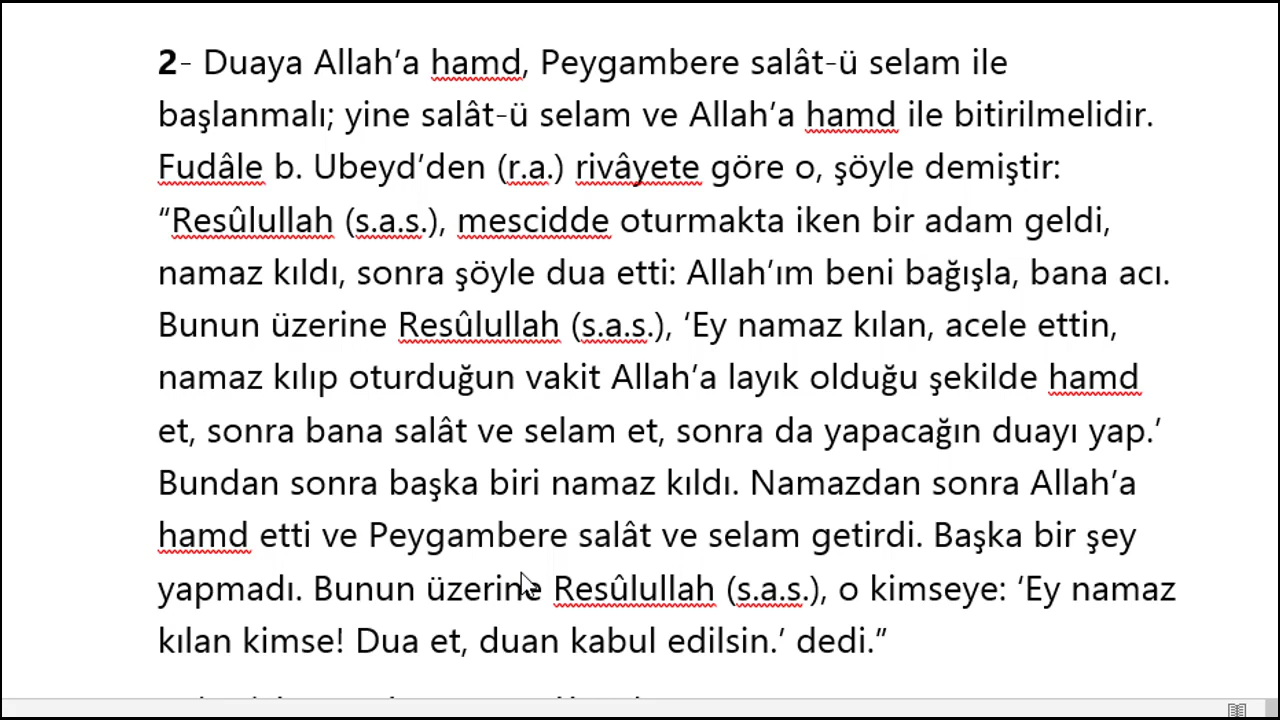 2- Duaya Allah’a hamd, Peygambere salât-ü selam ile
başlanmalı; yine salât-ü selam ve Allah’a hamd ile bitirilmelidir.
Fudâle b. Ubeyd’den (r.a.) rivâyete göre o, şöyle demiştir:
“Resûlullah (s.a.s.), mescidde oturmakta iken bir adam geldi,
namaz kıldı, sonra şöyle dua etti: Allah’ım beni bağışla, bana acı.
Bunun üzerine Resûlullah (s.a.s.), ‘Ey namaz kılan, acele ettin,
namaz kılıp oturduğun vakit Allah’a layık olduğu şekilde hamd
et, sonra bana salât ve selam et, sonra da yapacağın duayı yap.’
Bundan sonra başka biri namaz kıldı. Namazdan sonra Allah’a
hamd etti ve Peygambere salât ve selam getirdi. Başka bir şey
yapmadı. Bunun üzerine Resûlullah (s.a.s.), o kimseye: ‘Ey namaz
kılan kimse! Dua et, duan kabul edilsin.’ dedi.”